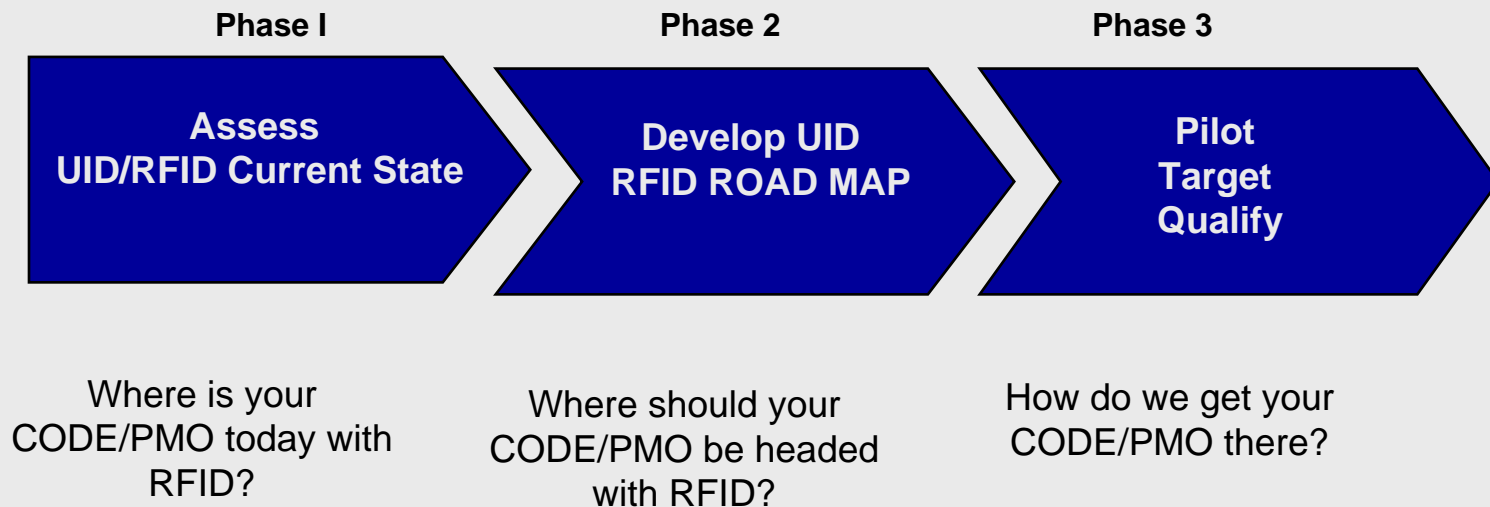 Phase I
Phase 2
Phase 3
Assess
UID/RFID Current State
Develop UID
RFID ROAD MAP
Pilot
Target
Qualify
Where is your
CODE/PMO today with
RFID?
Where should your
CODE/PMO be headed
with RFID?
How do we get your
CODE/PMO there?